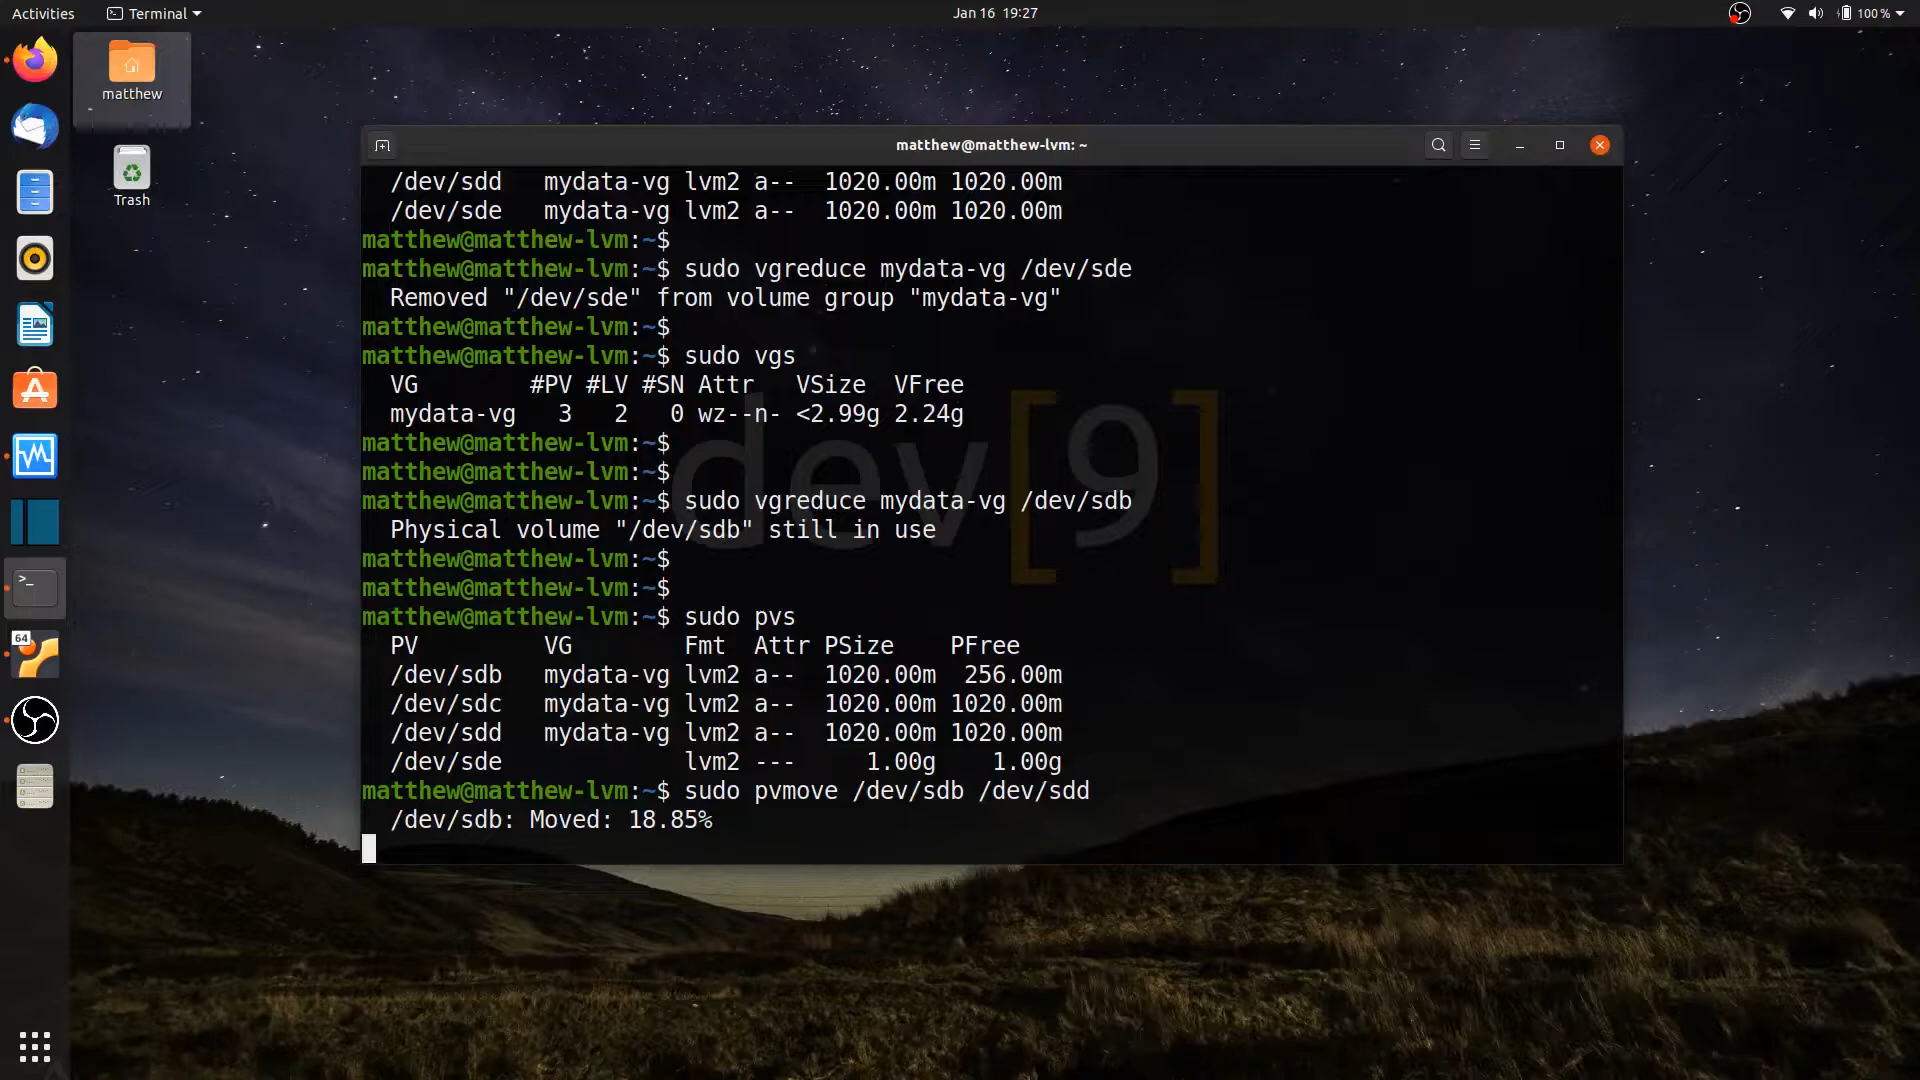 Activities
Terminal
Jan 16 19:27
100 %
matthew
Trash
matthew@matthew-lvm: ~
/dev/sdd mydata-vg lvm2 a-- 1020.00m 1020.00m
/dev/sde mydata-vg lvm2 a-- 1020.00m 1020.00m
matthew@matthew-lvm:~$
matthew@matthew-lvm:~$ sudo vgreduce mydata-vg /dev/sde
Removed "/dev/sde" from volume group "mydata-vg"
matthew@matthew-lvm:~$
matthew@matthew-lvm:~$ sudo vgs
VG #PV #LV #SN Attr VSize VFree
mydata-vg 3 2 0 wz--n- <2.99g 2.24g
matthew@matthew-lvm:~$
matthew@matthew-lvm:~$
matthew@matthew-lvm:~$ sudo vgreduce mydata-vg /dev/sdb
Physical volume "/dev/sdb" still in use
matthew@matthew-lvm:~$
matthew@matthew-lvm:~$
matthew@matthew-lvm:~$ sudo pvs
PV VG Fmt Attr PSize PFree
/dev/sdb mydata-vg lvm2 a-- 1020.00m 256.00m
/dev/sdc mydata-vg lvm2 a-- 1020.00m 1020.00m
/dev/sdd mydata-vg lvm2 a-- 1020.00m 1020.00m
/dev/sde lvm2 --- 1.00g 1.00g
matthew@matthew-lvm:~$ sudo pvmove /dev/sdb /dev/sdd
/dev/sdb: Moved: 18.85%
dev[9]
64